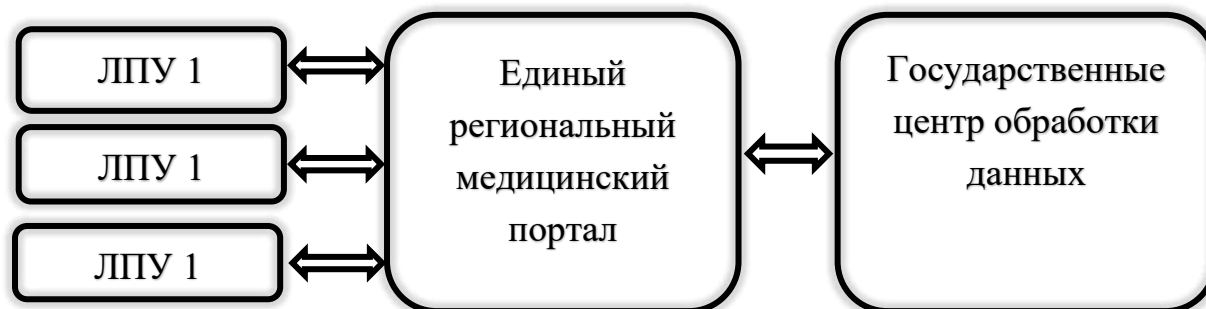 ЛПУ 1
ЛПУ 1
ЛПУ 1
Единый
региональный
медицинский
портал
Государственные
центр обработки
данных